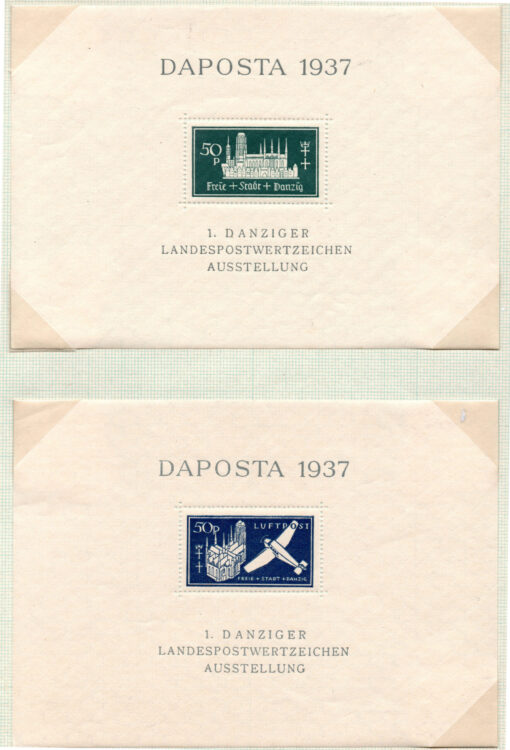 DAPOSTA 1937
50
p
Freie + Stadt + Danzig
1. DANZIGER
LANDESPOSTWERTZEICHEN
AUSSTELLUNG
DAPOSTA 1937
50p LUFTPOST
FREIE + STADT + DANZIG
1. DANZIGER
LANDESPOSTWERTZEICHEN
AUSSTELLUNG